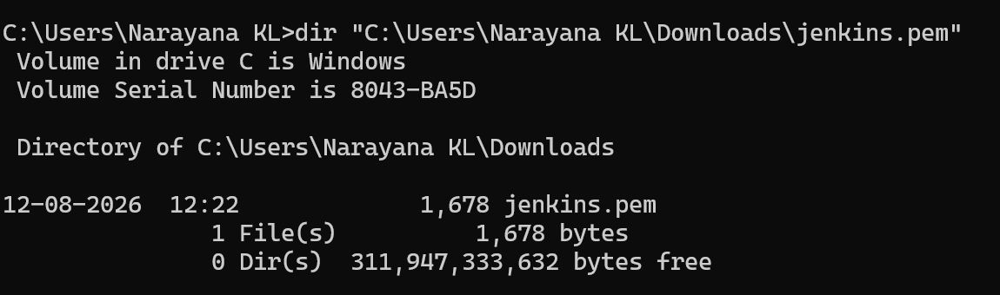 C:\Users\Narayana KL>dir "C:\Users\Narayana KL\Downloads\jenkins.pem"
 Volume in drive C is Windows
 Volume Serial Number is 8043-BA5D
 Directory of C:\Users\Narayana KL\Downloads
12-08-2026  12:22             1,678 jenkins.pem
               1 File(s)          1,678 bytes
               0 Dir(s)  311,947,333,632 bytes free